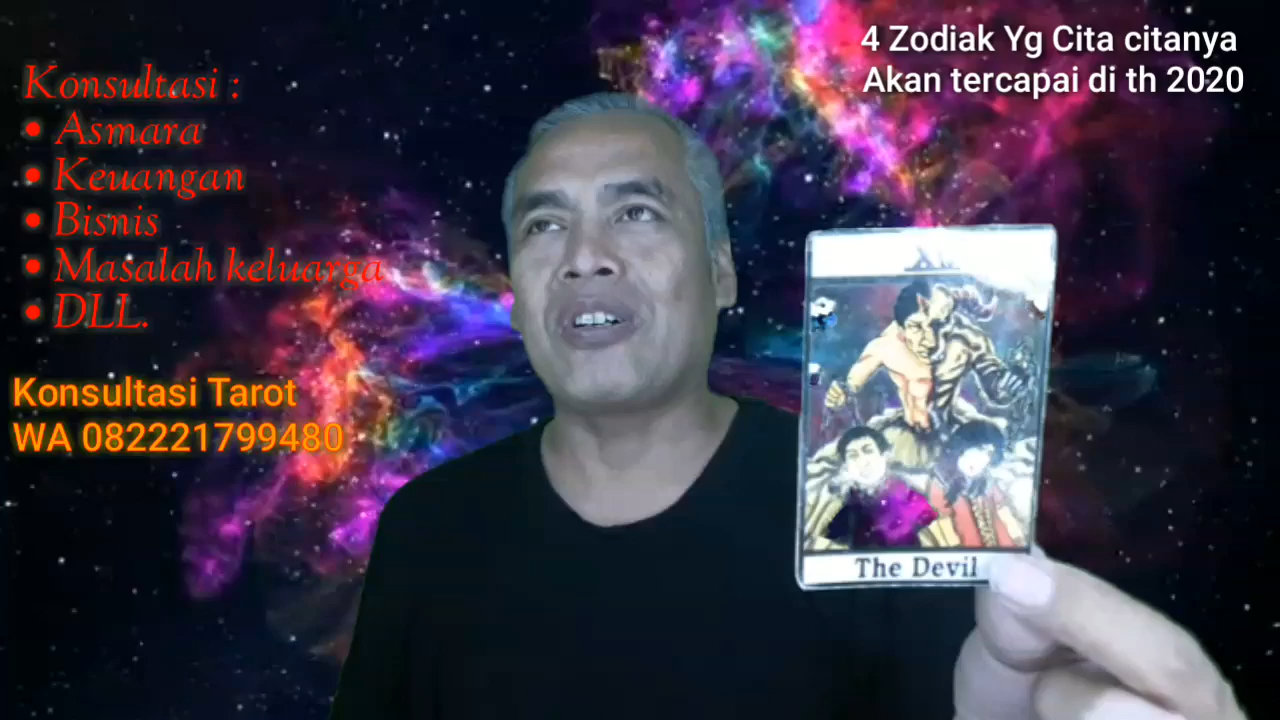 4 Zodiak Yg Cita citanya
Akan tercapai di th 2020
Konsultasi :
• Asmara
• Keuangan
• Bisnis
• Masalah keluarga
• DLL.
Konsultasi Tarot
WA 082221799480
The Devil